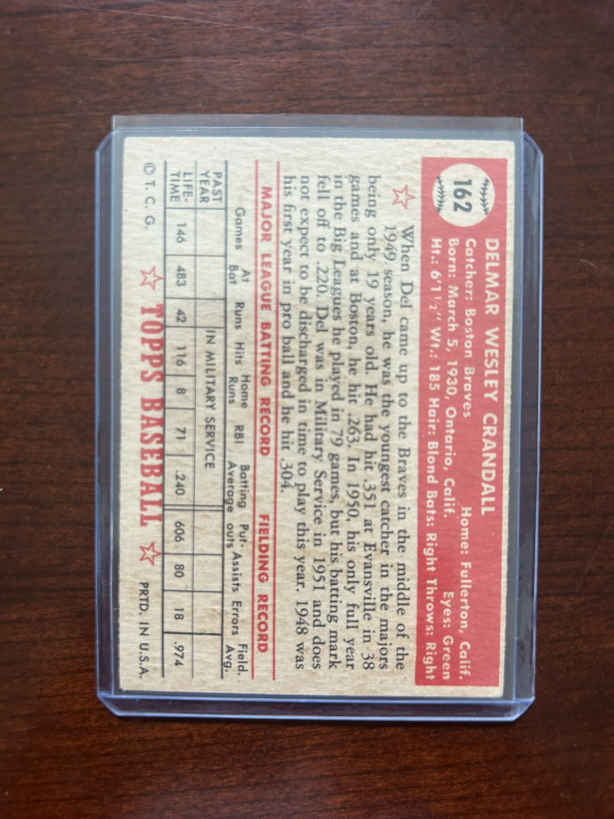 162
DELMAR WESLEY CRANDALL
Catcher: Boston Braves Home: Fullerton, Calif.
Born: March 5, 1930, Ontario, Calif. Eyes: Green
Ht.: 6'1½" Wt.: 185 Hair: Blond Bats: Right Throws: Right
When Del came up to the Braves in the middle of the
1949 season, he was the youngest catcher in the majors
being only 19 years old. He had hit .351 at Evansville in 38
games and at Boston, he hit .263. In 1950, his only full year
in the Big Leagues he played in 79 games, but his batting mark
fell off to .220. Del was in Military Service in 1951 and does
not expect to be discharged in time to play this year. 1948 was
his first year in pro ball and he hit .304.
MAJOR LEAGUE BATTING RECORD FIELDING RECORD
Games At Bat Runs Hits Home Runs RBI Batting Average Put-outs Assists Errors Field. Avg.
PAST YEAR IN MILITARY SERVICE
LIFE-TIME 146 483 42 116 8 71 .240 606 80 18 .974
© T. C. G. TOPPS BASEBALL PRTD. IN U.S.A.